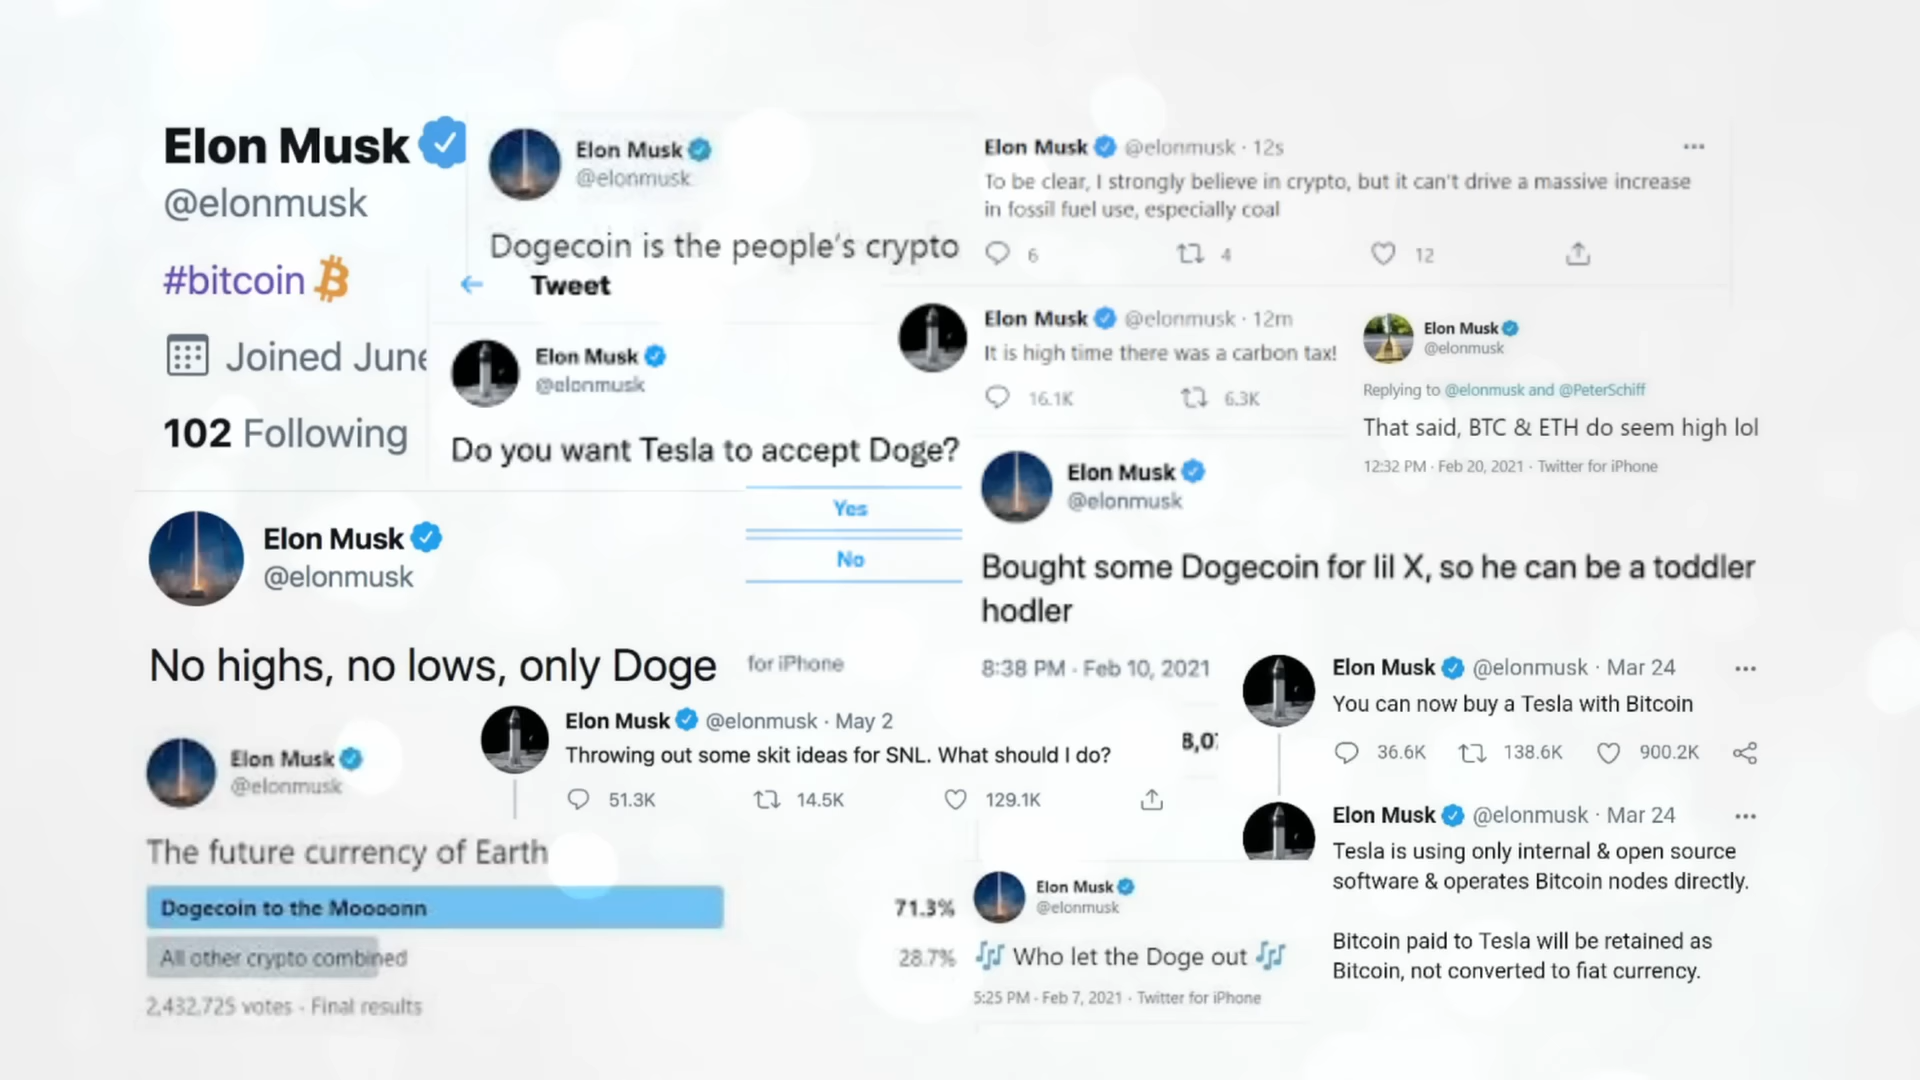 Elon Musk
@elonmusk
#bitcoin
Joined June
102 Following
Elon Musk
@elonmusk
Dogecoin is the people's crypto
Tweet
Elon Musk
@elonmusk
Do you want Tesla to accept Doge?
Yes
No
for iPhone
Elon Musk
@elonmusk
No highs, no lows, only Doge
Elon Musk
@elonmusk
The future currency of Earth
Dogecoin to the Moooonn
71.3%
All other crypto combined
28.7%
2,432,725 votes · Final results
Elon Musk @elonmusk · May 2
Throwing out some skit ideas for SNL. What should I do?
51.3K 14.5K 129.1K
Elon Musk @elonmusk · 12s
To be clear, I strongly believe in crypto, but it can't drive a massive increase
in fossil fuel use, especially coal
6 4 12
Elon Musk @elonmusk · 12m
It is high time there was a carbon tax!
16.1K 6.3K
Elon Musk
@elonmusk
Replying to @elonmusk and @PeterSchiff
That said, BTC & ETH do seem high lol
12:32 PM · Feb 20, 2021 · Twitter for iPhone
Elon Musk
@elonmusk
Bought some Dogecoin for lil X, so he can be a toddler
hodler
8:38 PM · Feb 10, 2021
Elon Musk @elonmusk · Mar 24
You can now buy a Tesla with Bitcoin
36.6K 138.6K 900.2K
Elon Musk @elonmusk · Mar 24
Tesla is using only internal & open source
software & operates Bitcoin nodes directly.
Bitcoin paid to Tesla will be retained as
Bitcoin, not converted to fiat currency.
Elon Musk
@elonmusk
Who let the Doge out
5:25 PM · Feb 7, 2021 · Twitter for iPhone